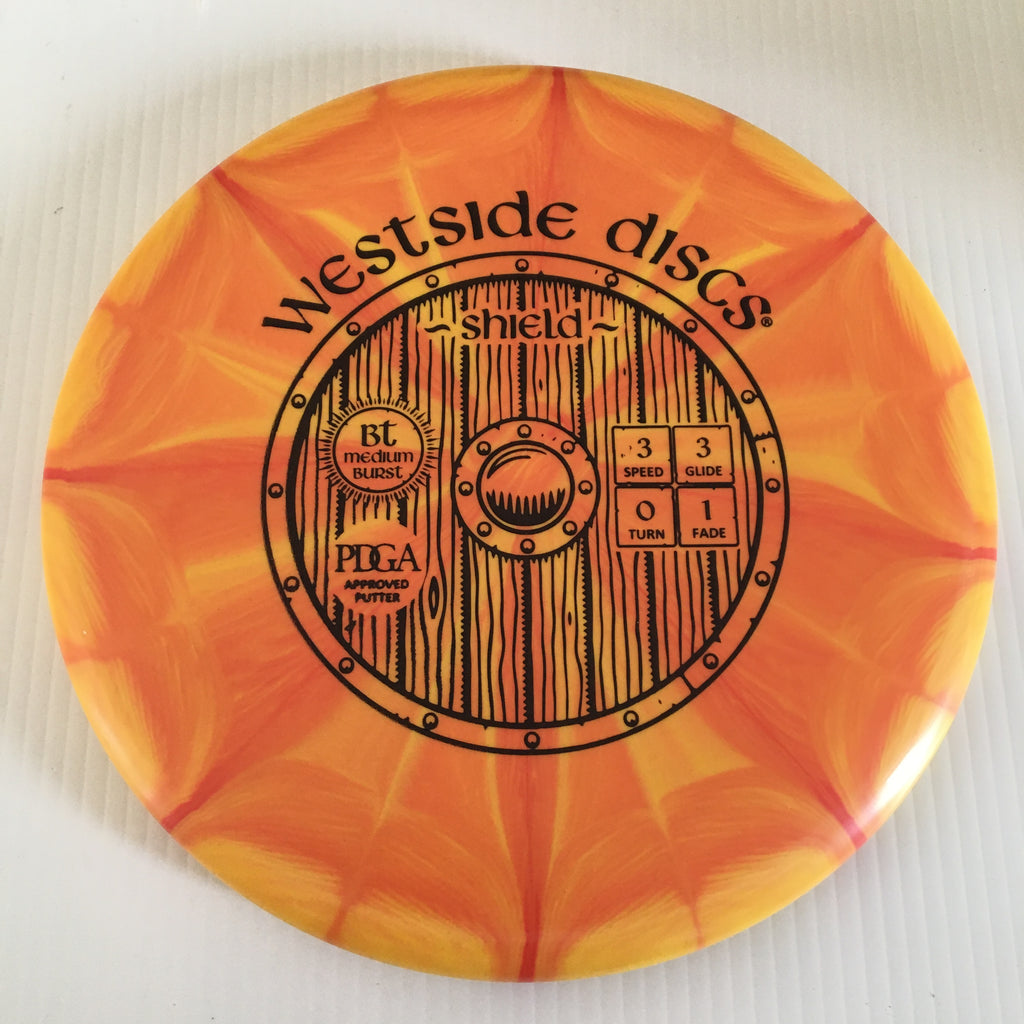 Westside Discs®
~Shield~
BT
Medium
Burst
PDGA
APPROVED
PUTTER
3 3
SPEED GLIDE
0 1
TURN FADE